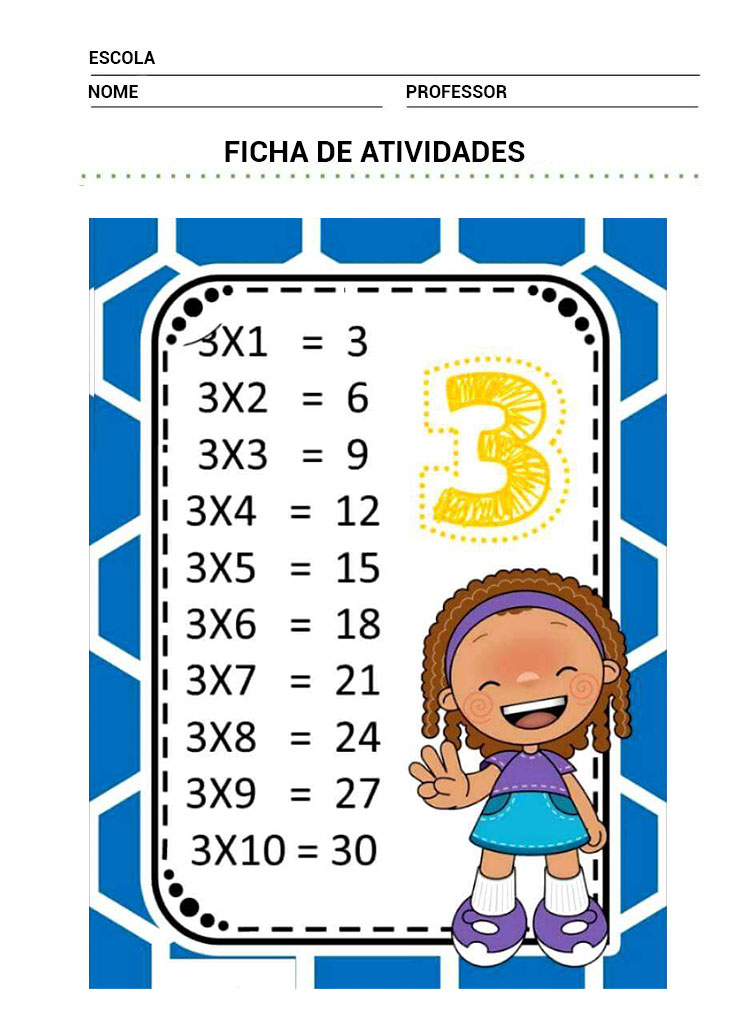 ESCOLA
NOME PROFESSOR
FICHA DE ATIVIDADES
3X1 = 3
3X2 = 6
3X3 = 9
3X4 = 12
3X5 = 15
3X6 = 18
3X7 = 21
3X8 = 24
3X9 = 27
3X10 = 30
3